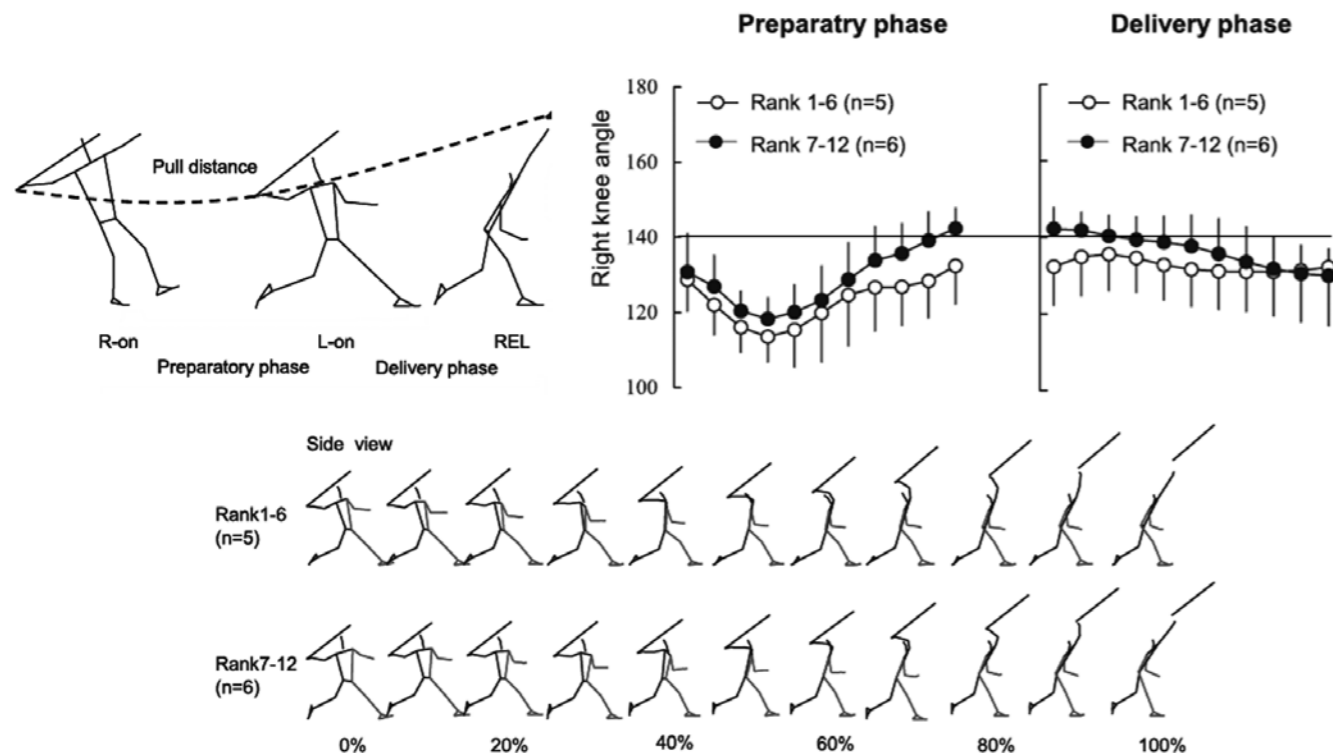 Preparatry phase
Delivery phase
Pull distance
R-on
L-on
REL
Preparatory phase
Delivery phase
Right knee angle
180
160
140
120
100
Rank 1-6 (n=5)
Rank 7-12 (n=6)
Rank 1-6 (n=5)
Rank 7-12 (n=6)
Side view
Rank1-6
(n=5)
Rank7-12
(n=6)
0%
20%
40%
60%
80%
100%